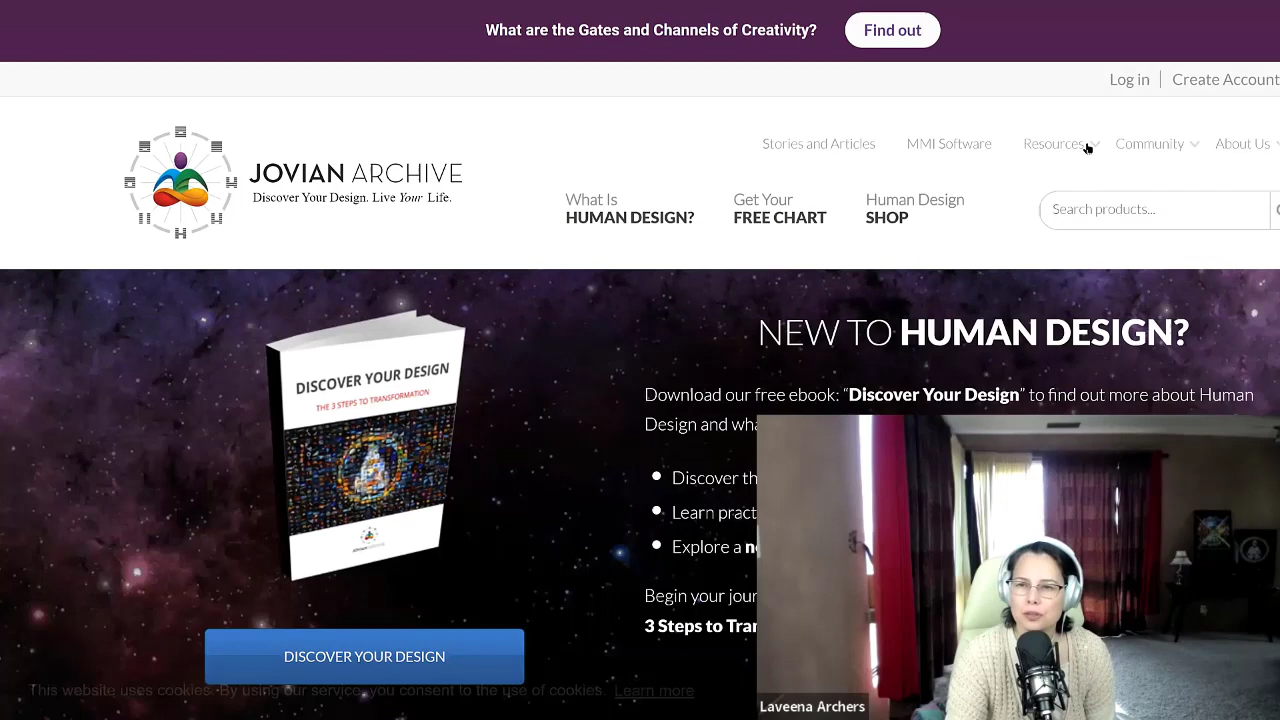 What are the Gates and Channels of Creativity?
Find out
Log in
Create Account
Stories and Articles
MMI Software
Resources
Community
About Us
JOVIAN ARCHIVE
Discover Your Design. Live Your Life.
What Is
HUMAN DESIGN?
Get Your
FREE CHART
Human Design
SHOP
Search products...
NEW TO HUMAN DESIGN?
Download our free ebook: “Discover Your Design” to find out more about Human
Design and
Discover
Learn
Explore a
Begin your
3 Steps to
DISCOVER YOUR DESIGN
THE 3 STEPS TO TRANSFORMATION
DISCOVER YOUR DESIGN
This website uses cookies. By using our service, you consent to the use of cookies. Learn more
Laveena Archers